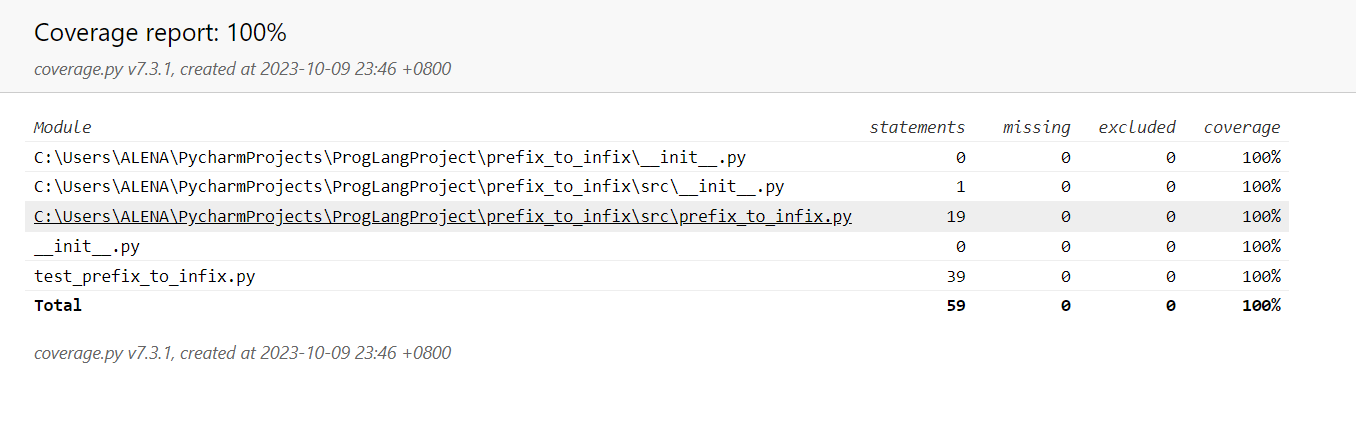 Coverage report: 100%
coverage.py v7.3.1, created at 2023-10-09 23:46 +0800
Module statements missing excluded coverage
C:\Users\ALENA\PycharmProjects\ProgLangProject\prefix_to_infix\__init__.py 0 0 0 100%
C:\Users\ALENA\PycharmProjects\ProgLangProject\prefix_to_infix\src\__init__.py 1 0 0 100%
C:\Users\ALENA\PycharmProjects\ProgLangProject\prefix_to_infix\src\prefix_to_infix.py 19 0 0 100%
__init__.py 0 0 0 100%
test_prefix_to_infix.py 39 0 0 100%
Total 59 0 0 100%
coverage.py v7.3.1, created at 2023-10-09 23:46 +0800